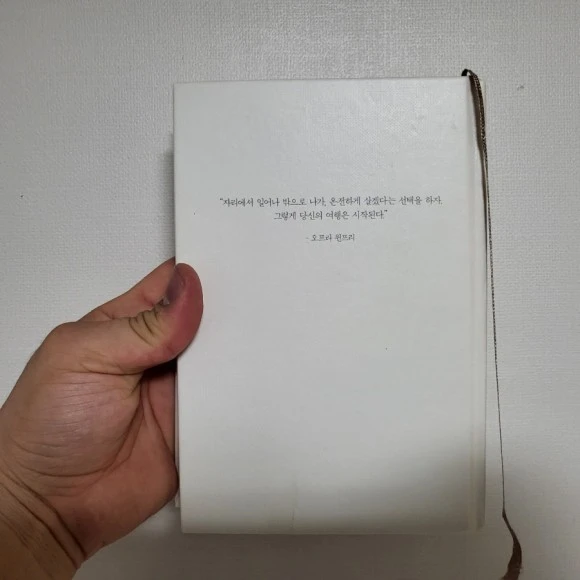 “자리에서 일어나 밖으로 나가, 온전하게 살겠다는 선택을 하자.
그렇게 당신의 여행은 시작된다.”
- 오프라 윈프리